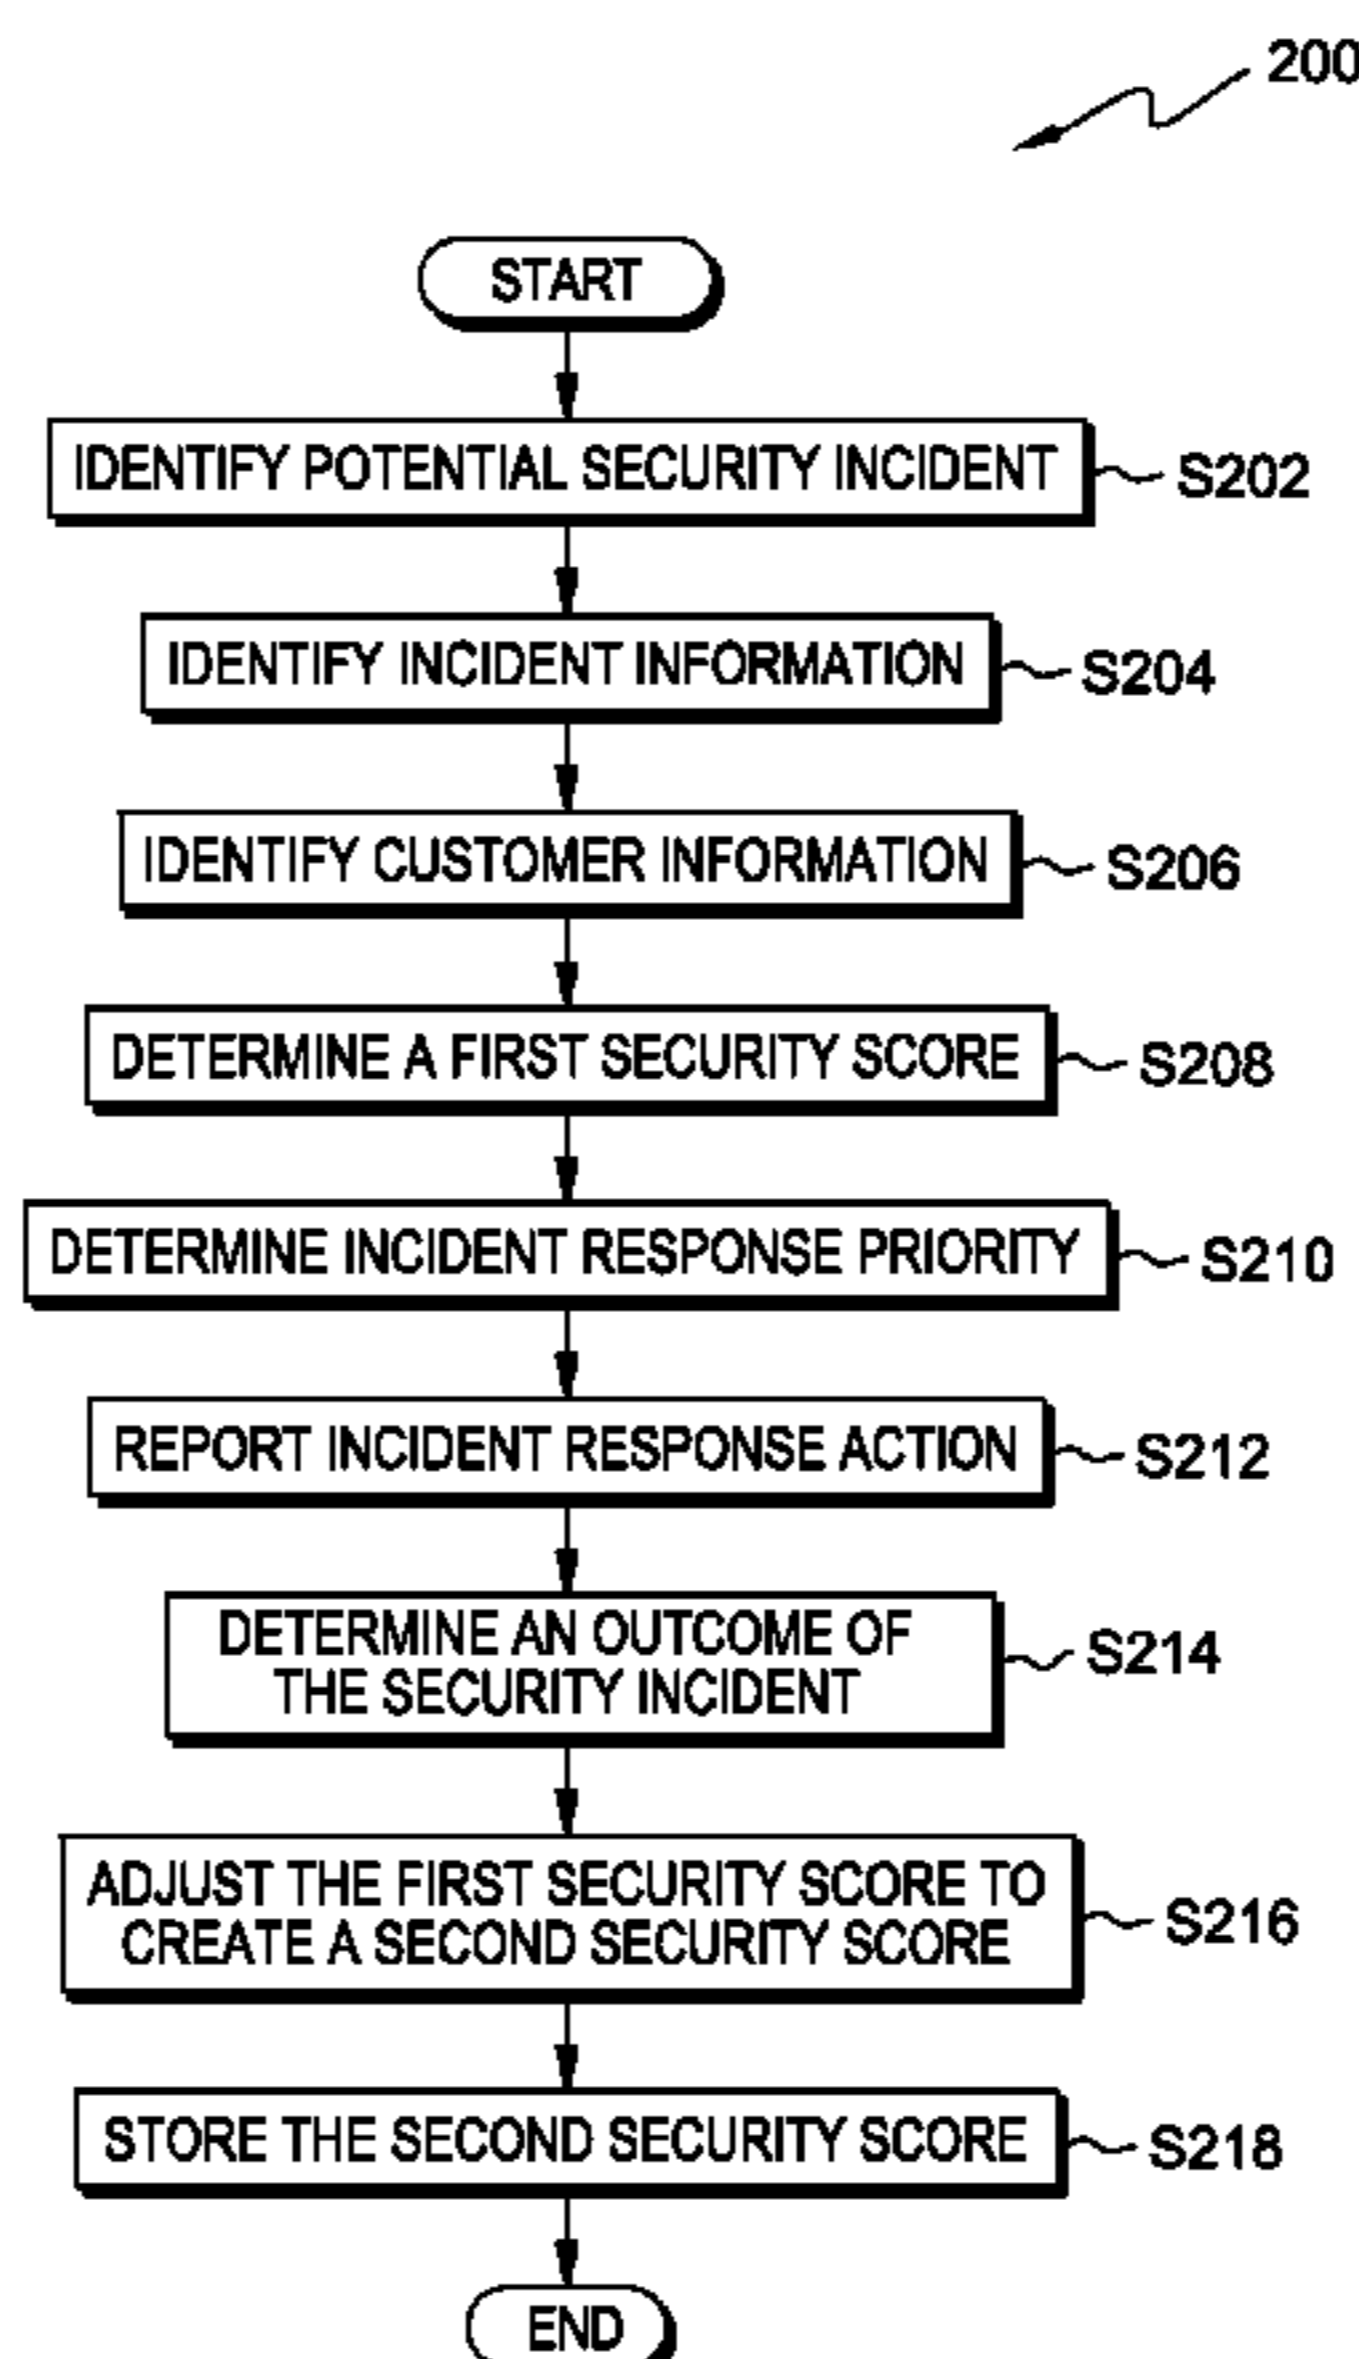 200
START
IDENTIFY POTENTIAL SECURITY INCIDENT
S202
IDENTIFY INCIDENT INFORMATION
S204
IDENTIFY CUSTOMER INFORMATION
S206
DETERMINE A FIRST SECURITY SCORE
S208
DETERMINE INCIDENT RESPONSE PRIORITY
S210
REPORT INCIDENT RESPONSE ACTION
S212
DETERMINE AN OUTCOME OF
THE SECURITY INCIDENT
S214
ADJUST THE FIRST SECURITY SCORE TO
CREATE A SECOND SECURITY SCORE
S216
STORE THE SECOND SECURITY SCORE
S218
END